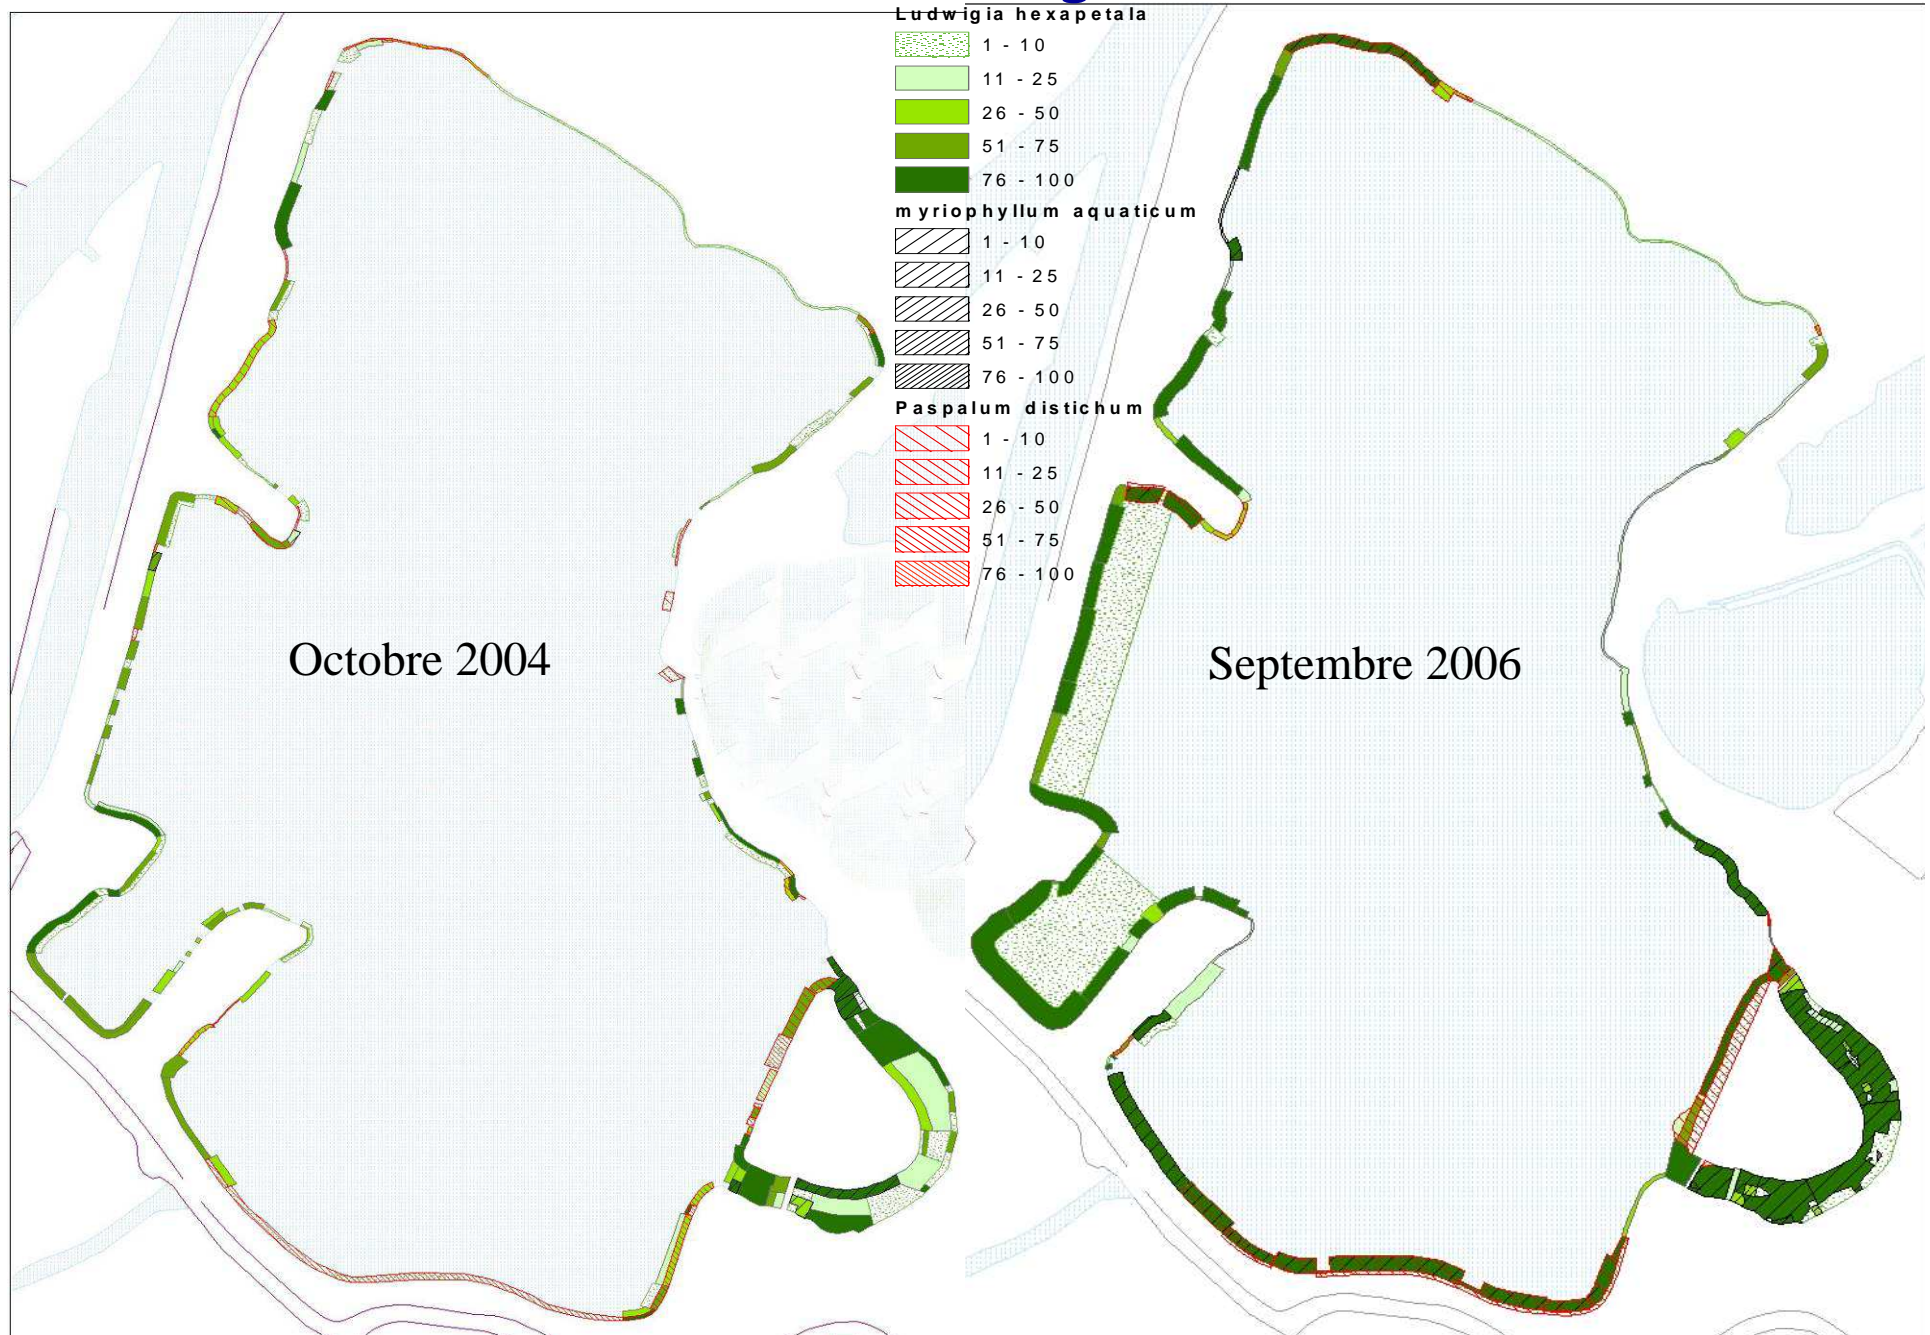 Ludwigia hexapetala
1 - 10
11 - 25
26 - 50
51 - 75
76 - 100
myriophyllum aquaticum
1 - 10
11 - 25
26 - 50
51 - 75
76 - 100
Paspalum distichum
1 - 10
11 - 25
26 - 50
51 - 75
76 - 100
Octobre 2004
Septembre 2006